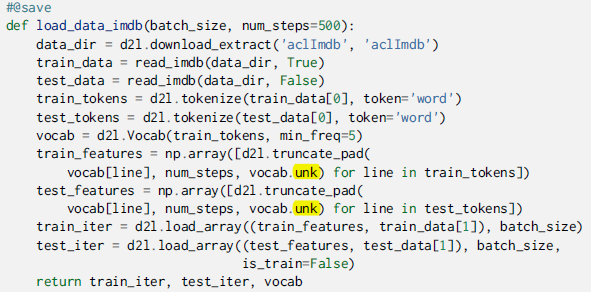 #@save
def load_data_imdb(batch_size, num_steps=500):
    data_dir = d2l.download_extract('aclImdb', 'aclImdb')
    train_data = read_imdb(data_dir, True)
    test_data = read_imdb(data_dir, False)
    train_tokens = d2l.tokenize(train_data[0], token='word')
    test_tokens = d2l.tokenize(test_data[0], token='word')
    vocab = d2l.Vocab(train_tokens, min_freq=5)
    train_features = np.array([d2l.truncate_pad(
        vocab[line], num_steps, vocab.unk) for line in train_tokens])
    test_features = np.array([d2l.truncate_pad(
        vocab[line], num_steps, vocab.unk) for line in test_tokens])
    train_iter = d2l.load_array((train_features, train_data[1]), batch_size)
    test_iter = d2l.load_array((test_features, test_data[1]), batch_size,
                               is_train=False)
    return train_iter, test_iter, vocab